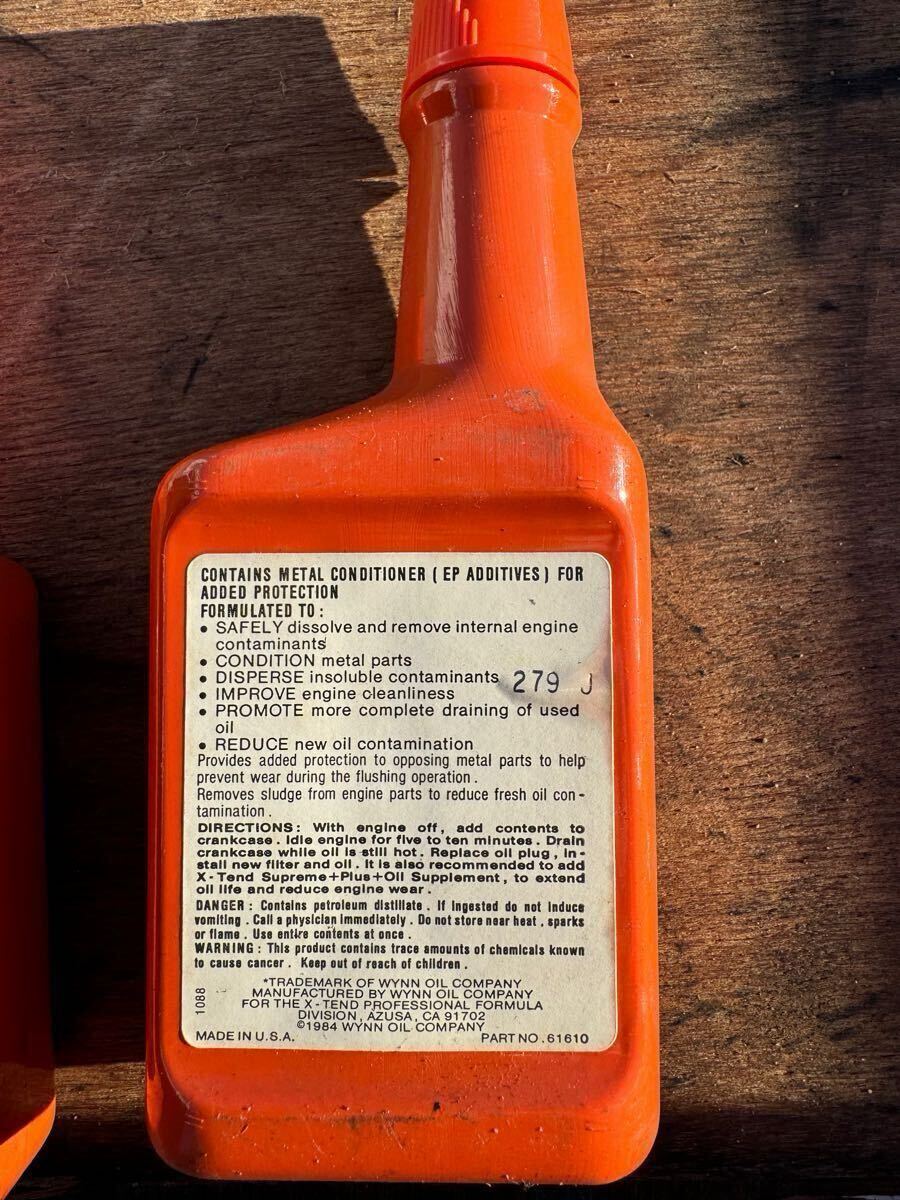 CONTAINS METAL CONDITIONER ( EP ADDITIVES ) FOR
ADDED PROTECTION
FORMULATED TO :
• SAFELY dissolve and remove internal engine
contaminants
• CONDITION metal parts
• DISPERSE insoluble contaminants
279 J
• IMPROVE engine cleanliness
• PROMOTE more complete draining of used
oil
• REDUCE new oil contamination
Provides added protection to opposing metal parts to help
prevent wear during the flushing operation .
Removes sludge from engine parts to reduce fresh oil con -
tamination .
DIRECTIONS : With engine off , add contents to
crankcase . Idle engine for five to ten minutes . Drain
crankcase while oil is still hot . Replace oil plug , in-
stall new filter and oil . It is also recommended to add
X - Tend Supreme+Plus+Oil Supplement , to extend
oil life and reduce engine wear .
DANGER : Contains petroleum distillate . If ingested do not induce
vomiting . Call a physician immediately . Do not store near heat , sparks
or flame . Use entire contents at once .
WARNING : This product contains trace amounts of chemicals known
to cause cancer . Keep out of reach of children .
*TRADEMARK OF WYNN OIL COMPANY
MANUFACTURED BY WYNN OIL COMPANY
FOR THE X - TEND PROFESSIONAL FORMULA
DIVISION , AZUSA , CA 91702
©1984 WYNN OIL COMPANY
1088
MADE IN U.S.A. PART NO . 61610